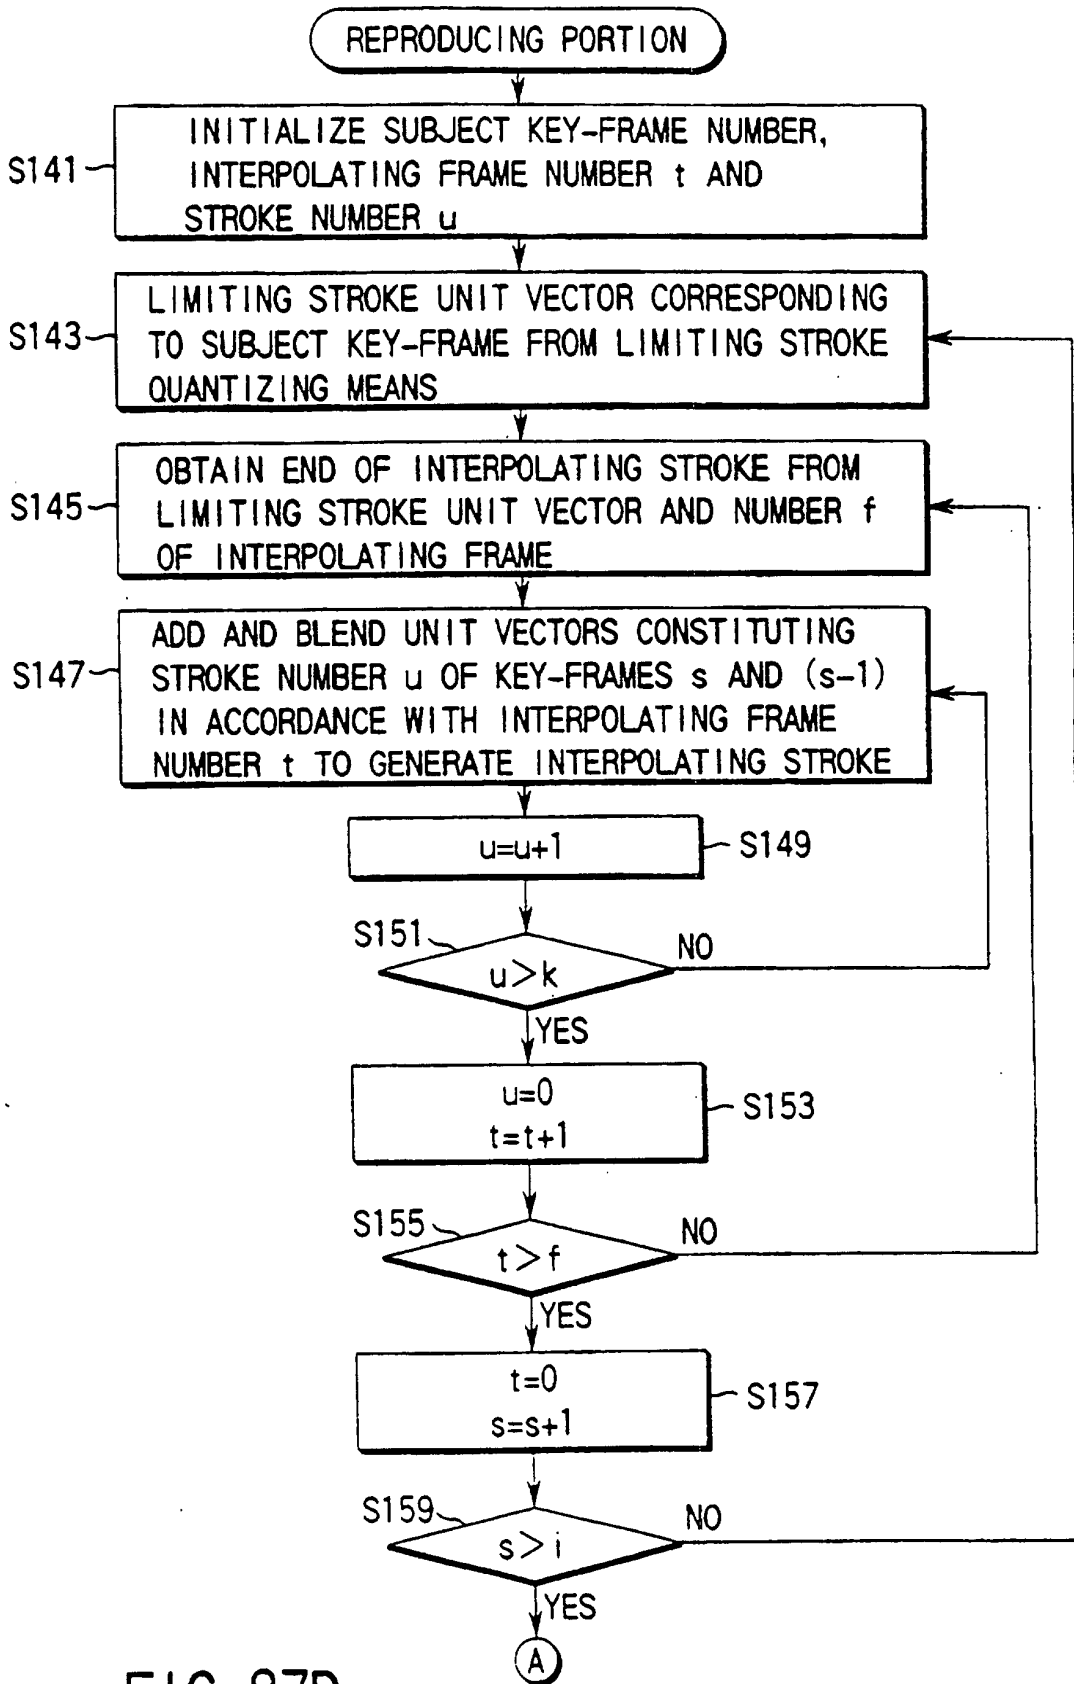 REPRODUCING PORTION
S141
INITIALIZE SUBJECT KEY-FRAME NUMBER,
INTERPOLATING FRAME NUMBER t AND
STROKE NUMBER u
S143
LIMITING STROKE UNIT VECTOR CORRESPONDING
TO SUBJECT KEY-FRAME FROM LIMITING STROKE
QUANTIZING MEANS
S145
OBTAIN END OF INTERPOLATING STROKE FROM
LIMITING STROKE UNIT VECTOR AND NUMBER f
OF INTERPOLATING FRAME
S147
ADD AND BLEND UNIT VECTORS CONSTITUTING
STROKE NUMBER u OF KEY-FRAMES s AND (s-1)
IN ACCORDANCE WITH INTERPOLATING FRAME
NUMBER t TO GENERATE INTERPOLATING STROKE
u=u+1
S149
S151
u>k
NO
YES
u=0
t=t+1
S153
S155
t>f
NO
YES
t=0
s=s+1
S157
S159
s>i
NO
YES
A